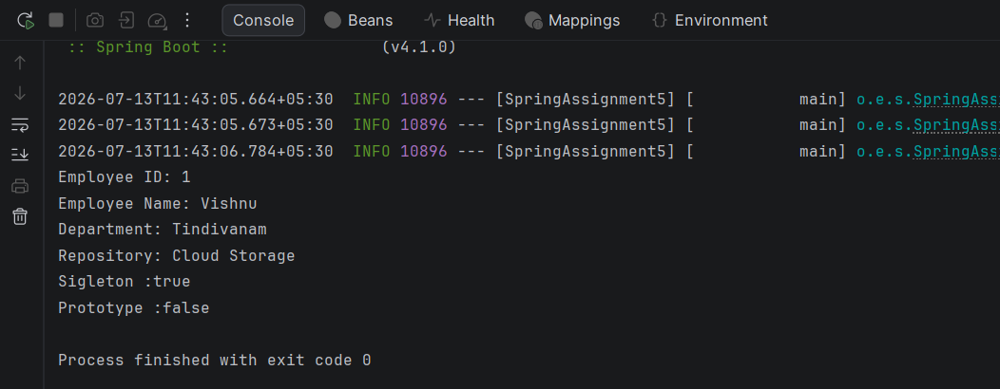 Console Beans Health Mappings Environment
:: Spring Boot :: (v4.1.0)
2026-07-13T11:43:05.664+05:30 INFO 10896 --- [SpringAssignment5] [ main] o.e.s.SpringAss
2026-07-13T11:43:05.673+05:30 INFO 10896 --- [SpringAssignment5] [ main] o.e.s.SpringAss
2026-07-13T11:43:06.784+05:30 INFO 10896 --- [SpringAssignment5] [ main] o.e.s.SpringAss
Employee ID: 1
Employee Name: Vishnu
Department: Tindivanam
Repository: Cloud Storage
Sigleton :true
Prototype :false
Process finished with exit code 0